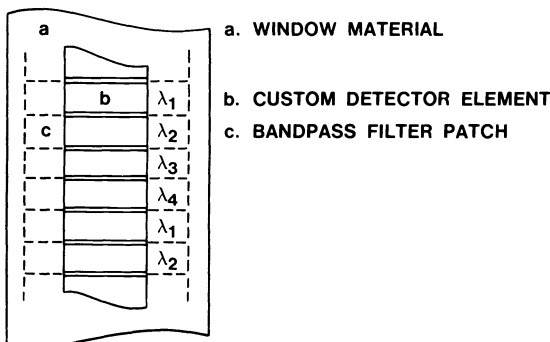 a
a. WINDOW MATERIAL
b
λ1
b. CUSTOM DETECTOR ELEMENT
c
λ2
c. BANDPASS FILTER PATCH
λ3
λ4
λ1
λ2